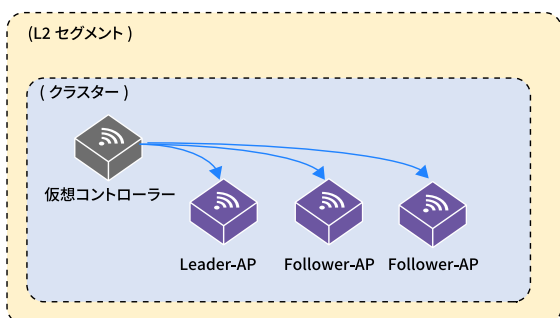 (L2 セグメント )
( クラスター )
仮想コントローラー
Leader-AP
Follower-AP
Follower-AP